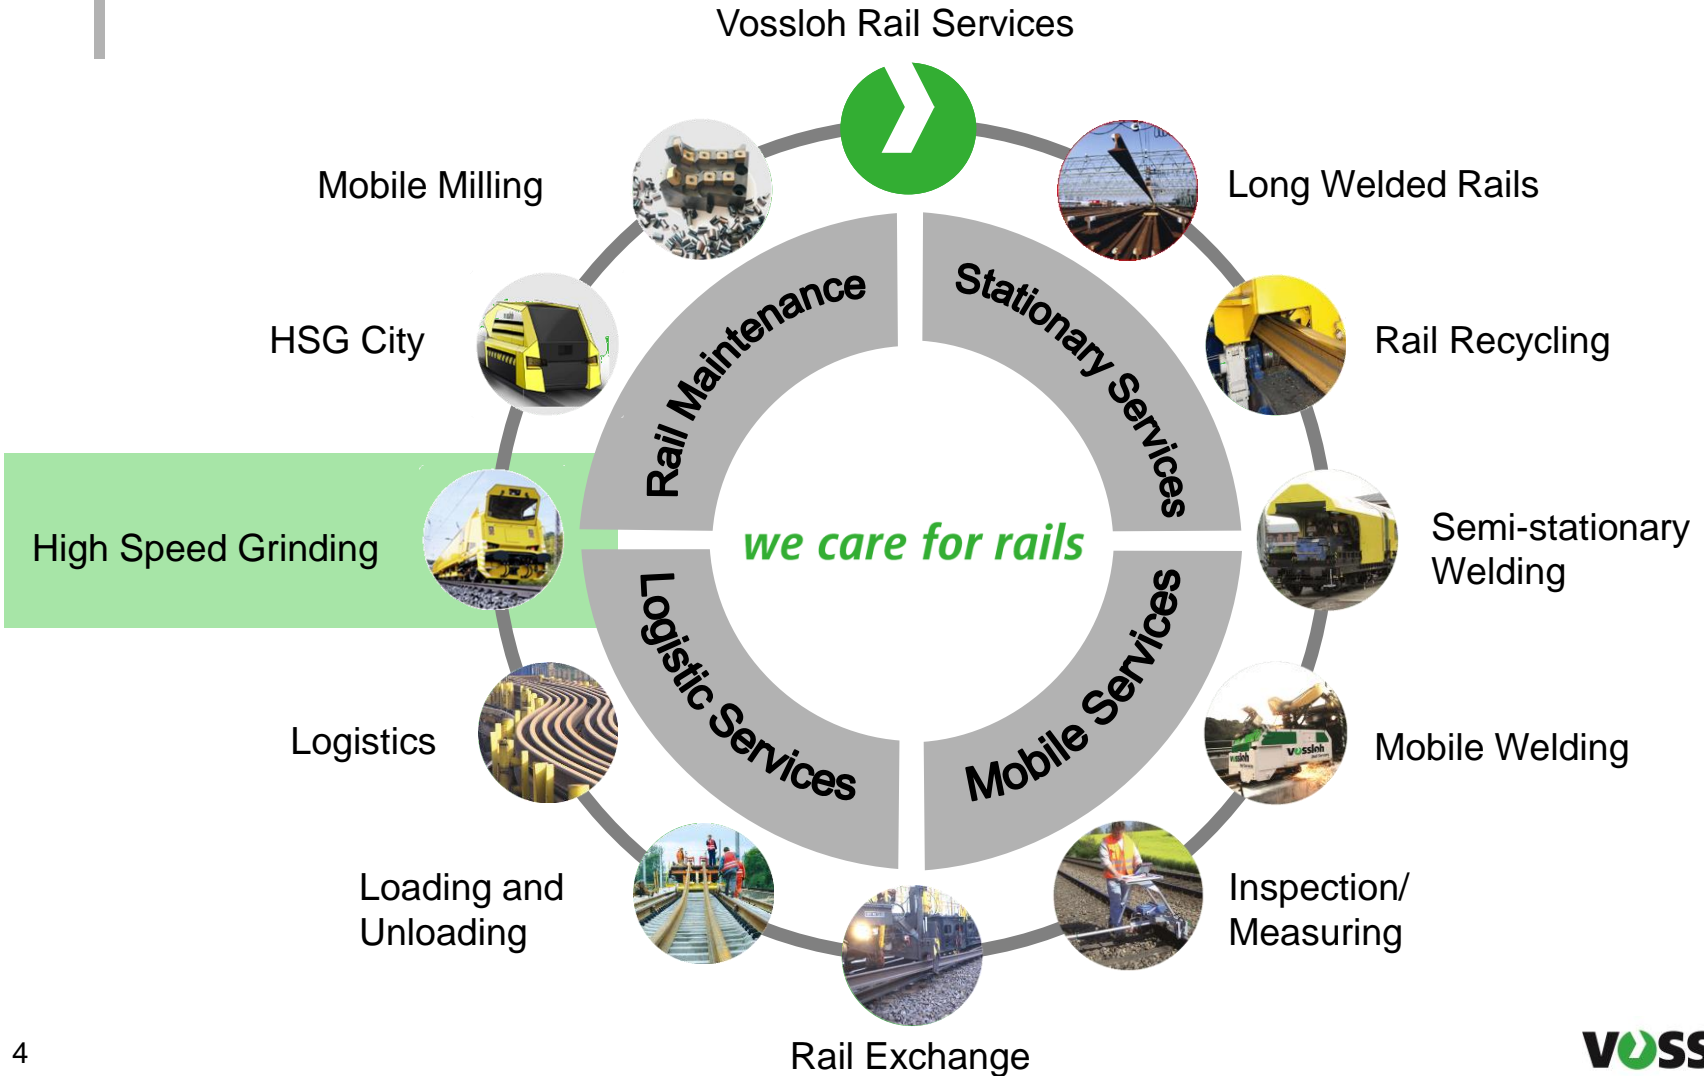 Vossloh Rail Services
Mobile Milling
Long Welded Rails
HSG City
Rail Recycling
Rail Maintenance
Stationary Services
High Speed Grinding
we care for rails
Semi-stationary
Welding
Logistic Services
Mobile Services
Logistics
Mobile Welding
vossloh
Loading and
Unloading
Inspection/
Measuring
Rail Exchange
4
VOSS